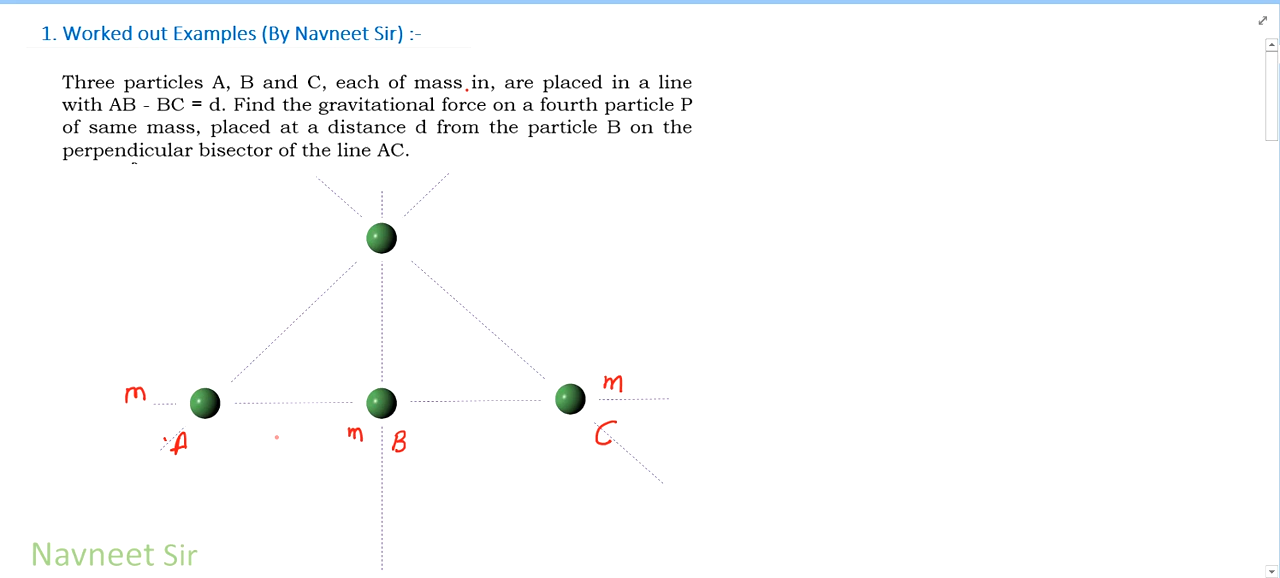 1. Worked out Examples (By Navneet Sir) :-
Three particles A, B and C, each of mass in, are placed in a line
with AB - BC = d. Find the gravitational force on a fourth particle P
of same mass, placed at a distance d from the particle B on the
perpendicular bisector of the line AC.
m
m
A
m
B
C
Navneet Sir